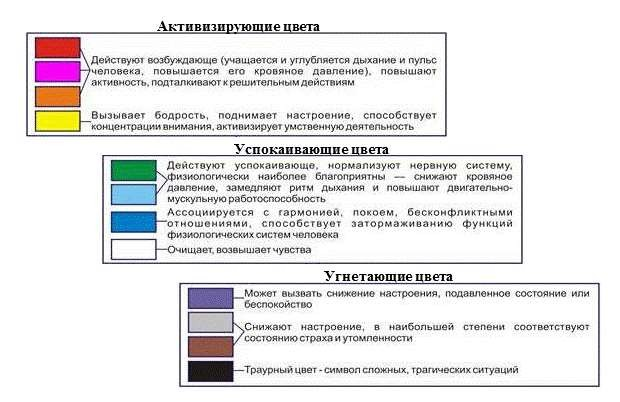 Активизирующие цвета
Действуют возбуждающе (учащается и углубляется дыхание и пульс
человека, повышается его кровяное давление), повышают
активность, подталкивают к решительным действиям
Вызывает бодрость, поднимает настроение, способствует
концентрации внимания, активизирует умственную деятельность
Успокаивающие цвета
Действуют успокаивающе, нормализуют нервную систему,
физиологически наиболее благоприятны — снижают кровяное
давление, замедляют ритм дыхания и повышают двигательно-
мускульную работоспособность
Ассоциируется с гармонией, покоем, бесконфликтными
отношениями, способствует затормаживанию функций
физиологических систем человека
Очищает, возвышает чувства
Угнетающие цвета
Может вызвать снижение настроения, подавленное состояние или
беспокойство
Снижают настроение, в наибольшей степени соответствуют
состоянию страха и утомленности
Траурный цвет - символ сложных, трагических ситуаций